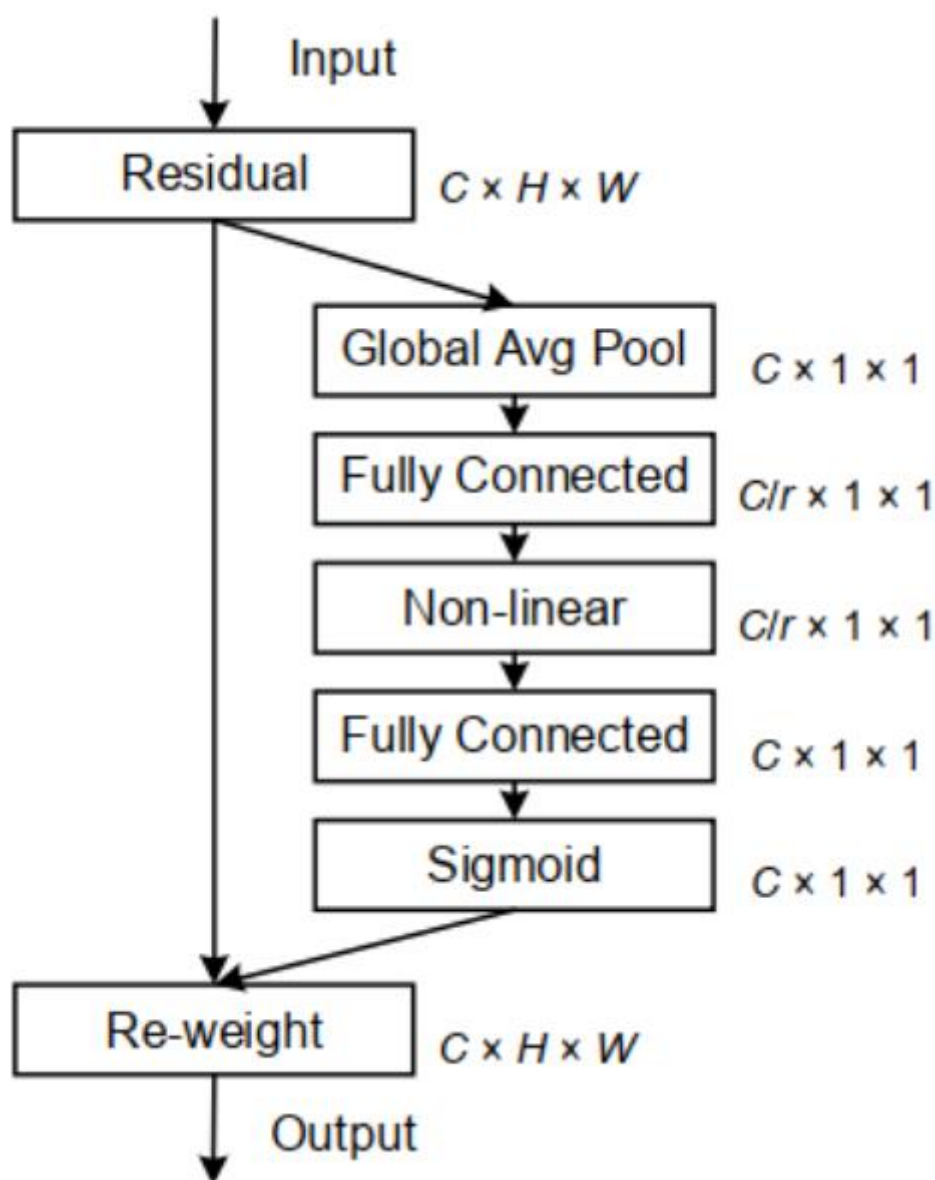 Input
Residual
C × H × W
Global Avg Pool
C × 1 × 1
Fully Connected
C/r × 1 × 1
Non-linear
C/r × 1 × 1
Fully Connected
C × 1 × 1
Sigmoid
C × 1 × 1
Re-weight
C × H × W
Output